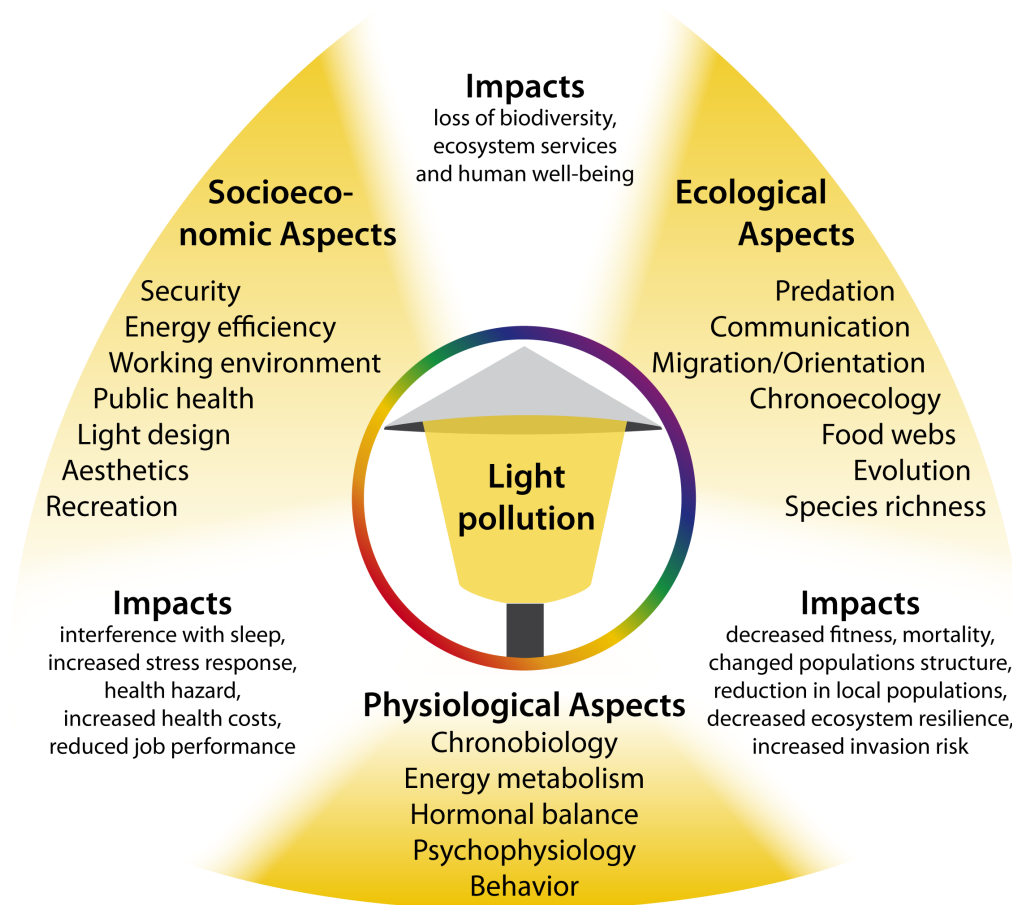 Impacts
loss of biodiversity,
ecosystem services
and human well-being
Socioeco-
nomic Aspects
Security
Energy efficiency
Working environment
Public health
Light design
Aesthetics
Recreation
Ecological
Aspects
Predation
Communication
Migration/Orientation
Chronoecology
Food webs
Evolution
Species richness
Light
pollution
Impacts
interference with sleep,
increased stress response,
health hazard,
increased health costs,
reduced job performance
Physiological Aspects
Chronobiology
Energy metabolism
Hormonal balance
Psychophysiology
Behavior
Impacts
decreased fitness, mortality,
changed populations structure,
reduction in local populations,
decreased ecosystem resilience,
increased invasion risk